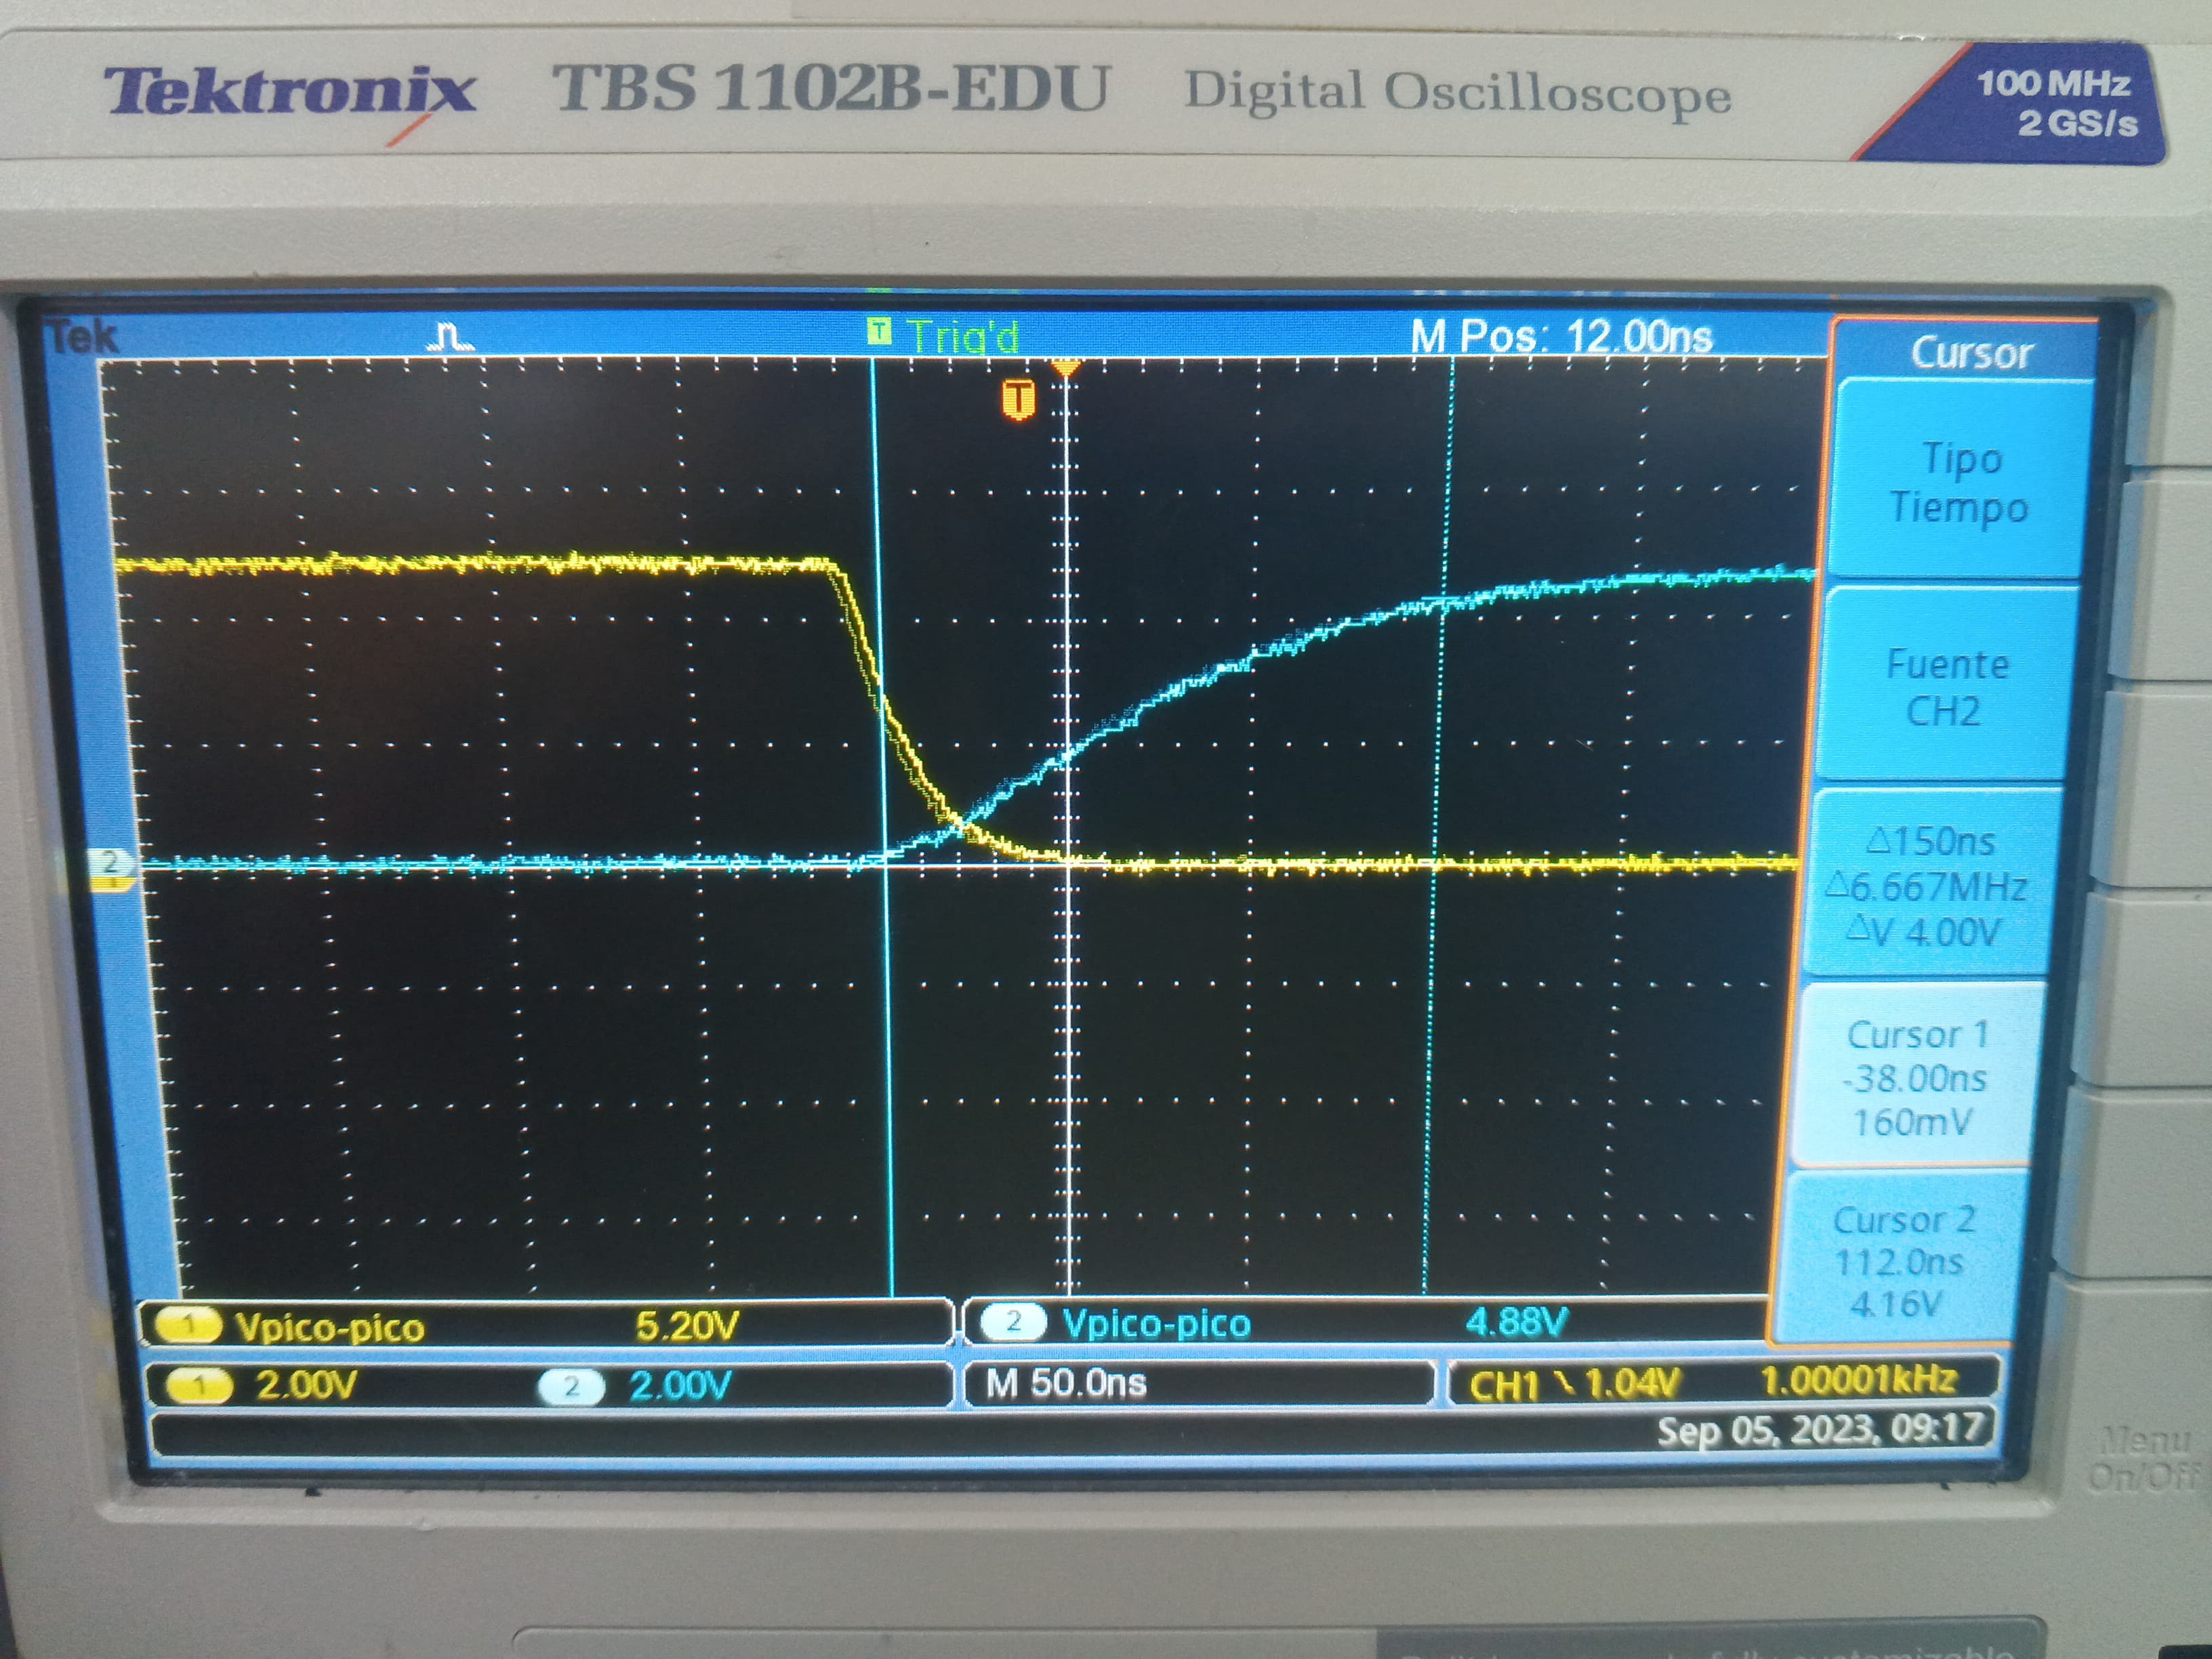 Tektronix TBS 1102B-EDU Digital Oscilloscope 100 MHz
2 GS/s
Tek T Trig'd M Pos: 12.00ns
T
Cursor
Tipo
Tiempo
Fuente
CH2
Δ150ns
Δ6.667MHz
ΔV 4.00V
Cursor 1
-38.00ns
160mV
Cursor 2
112.0ns
4.16V
2
1 Vpico-pico 5.20V 2 Vpico-pico 4.88V
1 2.00V 2 2.00V M 50.0ns CH1 \ 1.04V 1.00001kHz
Sep 05, 2023, 09:17
Menu
On/Off